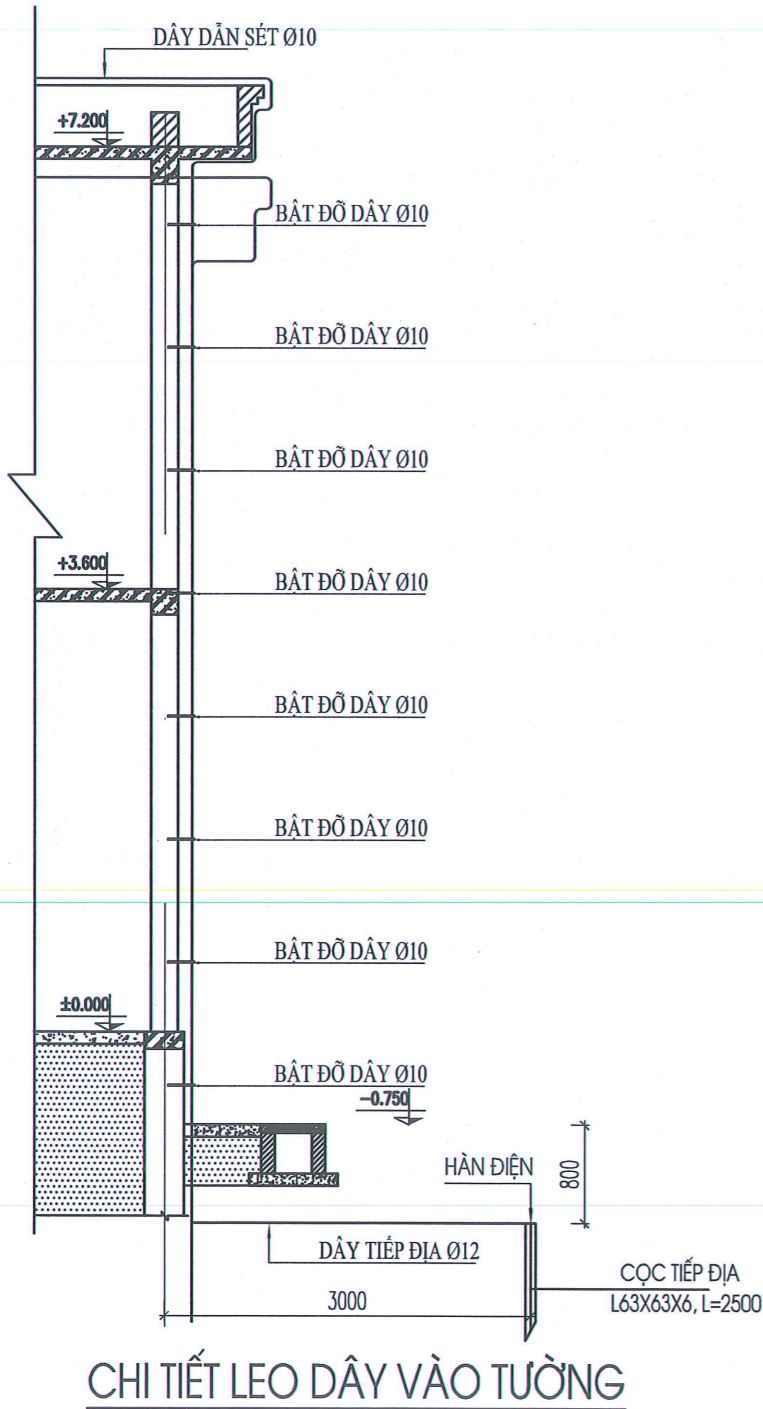 DÂY DẪN SÉT Ø10
+7.200
BẬT ĐỠ DÂY Ø10
BẬT ĐỠ DÂY Ø10
BẬT ĐỠ DÂY Ø10
+3.600
BẬT ĐỠ DÂY Ø10
BẬT ĐỠ DÂY Ø10
BẬT ĐỠ DÂY Ø10
BẬT ĐỠ DÂY Ø10
±0.000
BẬT ĐỠ DÂY Ø10
-0.750
HÀN ĐIỆN
800
DÂY TIẾP ĐỊA Ø12
CỌC TIẾP ĐỊA
L63X63X6, L=2500
3000
CHI TIẾT LEO DÂY VÀO TƯỜNG